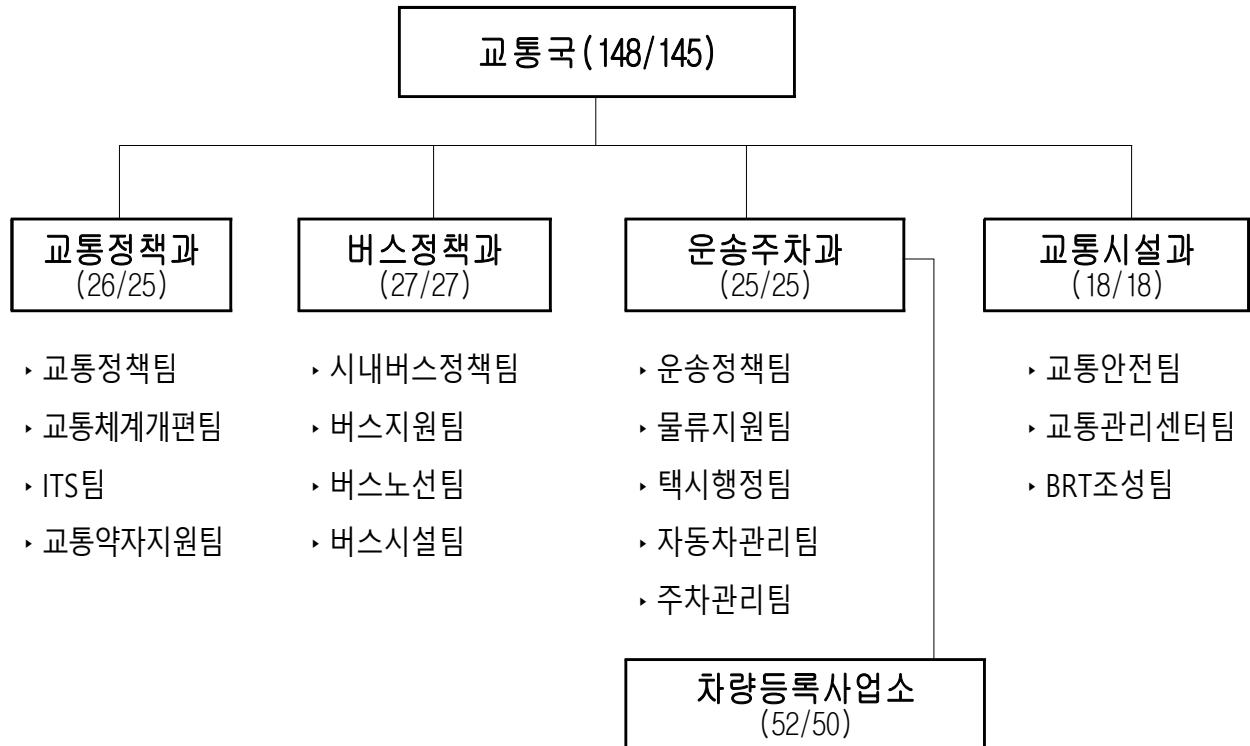 교통국(148/145)
교통정책과
(26/25)
‣ 교통정책팀
‣ 교통체계개편팀
‣ ITS팀
‣ 교통약자지원팀
버스정책과
(27/27)
‣ 시내버스정책팀
‣ 버스지원팀
‣ 버스노선팀
‣ 버스시설팀
운송주차과
(25/25)
‣ 운송정책팀
‣ 물류지원팀
‣ 택시행정팀
‣ 자동차관리팀
‣ 주차관리팀
차량등록사업소
(52/50)
교통시설과
(18/18)
‣ 교통안전팀
‣ 교통관리센터팀
‣ BRT조성팀